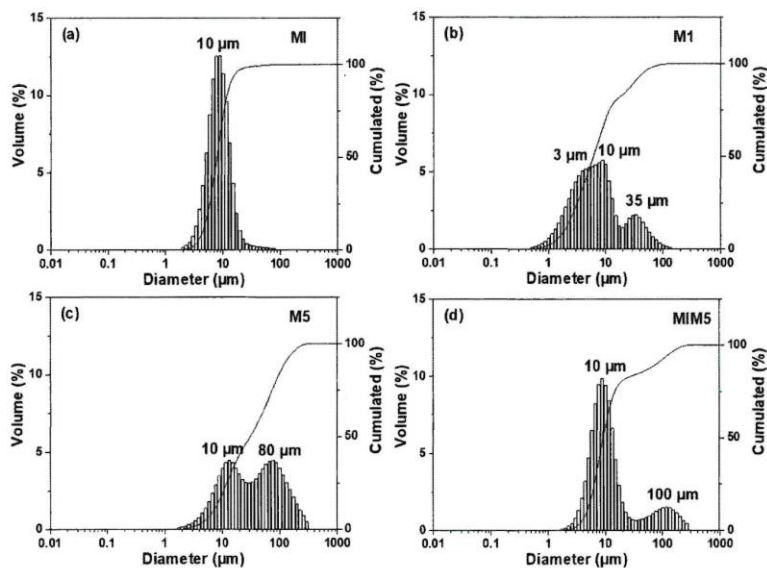 (a)
10 µm
MI
15
10
5
0
100
50
0
Volume (%)
Cumulated (%)
0.01 0.1 1 10 100 1000
Diameter (µm)
(b)
M1
3 µm
10 µm
35 µm
15
10
5
0
100
50
0
Volume (%)
Cumulated (%)
0.01 0.1 1 10 100 1000
Diameter (µm)
(c)
M5
10 µm
80 µm
15
10
5
0
100
50
0
Volume (%)
Cumulated (%)
0.01 0.1 1 10 100 1000
Diameter (µm)
(d)
MIM5
10 µm
100 µm
15
10
5
0
100
50
0
Volume (%)
Cumulated (%)
0.01 0.1 1 10 100 1000
Diameter (µm)